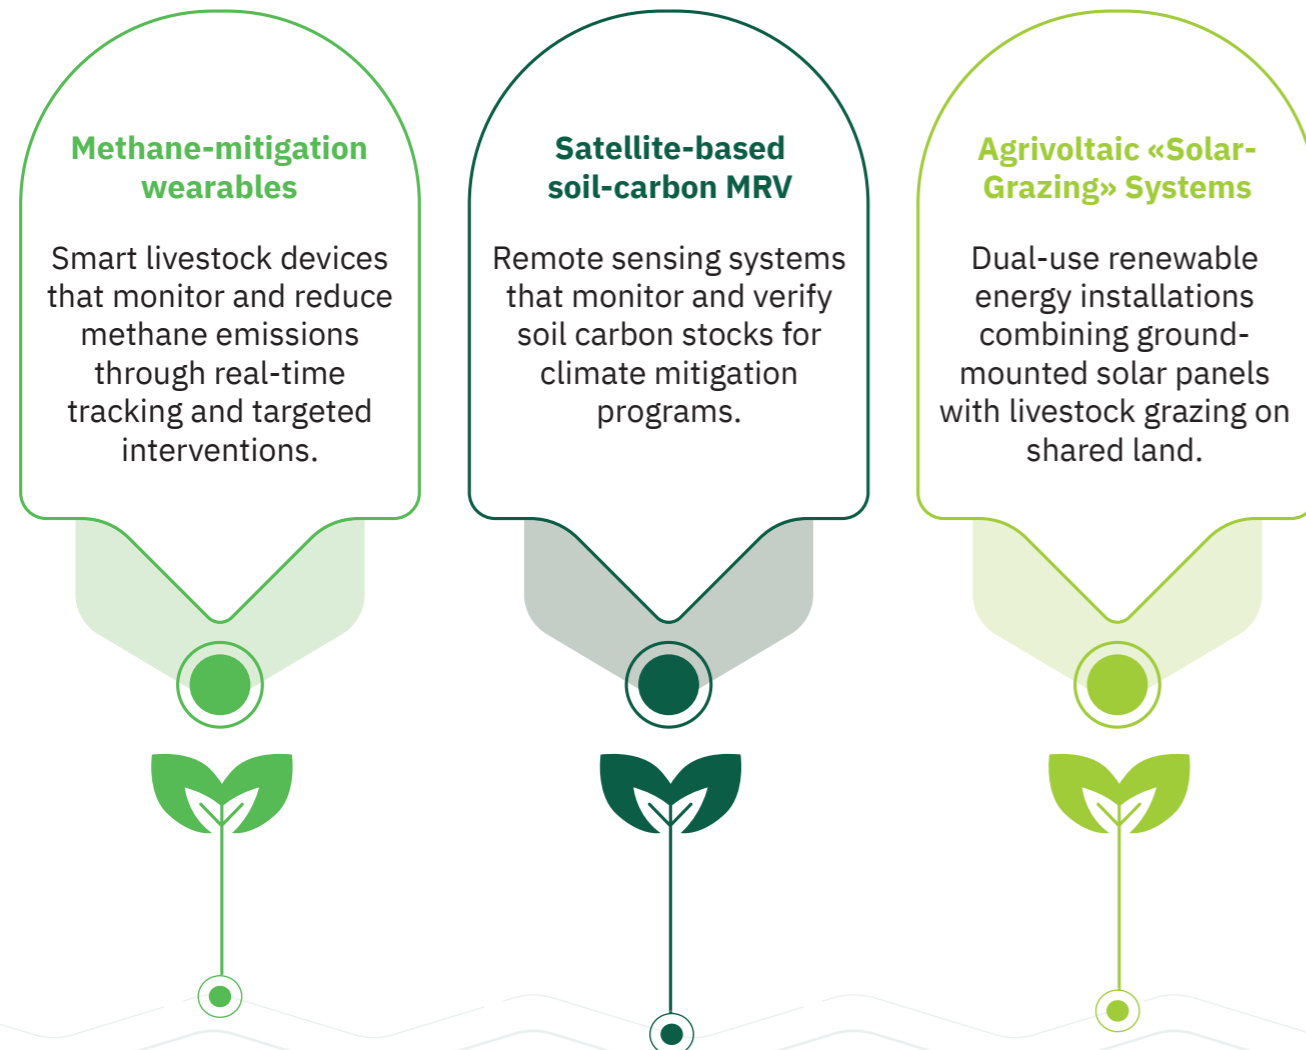 Methane-mitigation
wearables
Smart livestock devices
that monitor and reduce
methane emissions
through real-time
tracking and targeted
interventions.
Satellite-based
soil-carbon MRV
Remote sensing systems
that monitor and verify
soil carbon stocks for
climate mitigation
programs.
Agrivoltaic «Solar-
Grazing» Systems
Dual-use renewable
energy installations
combining ground-
mounted solar panels
with livestock grazing on
shared land.